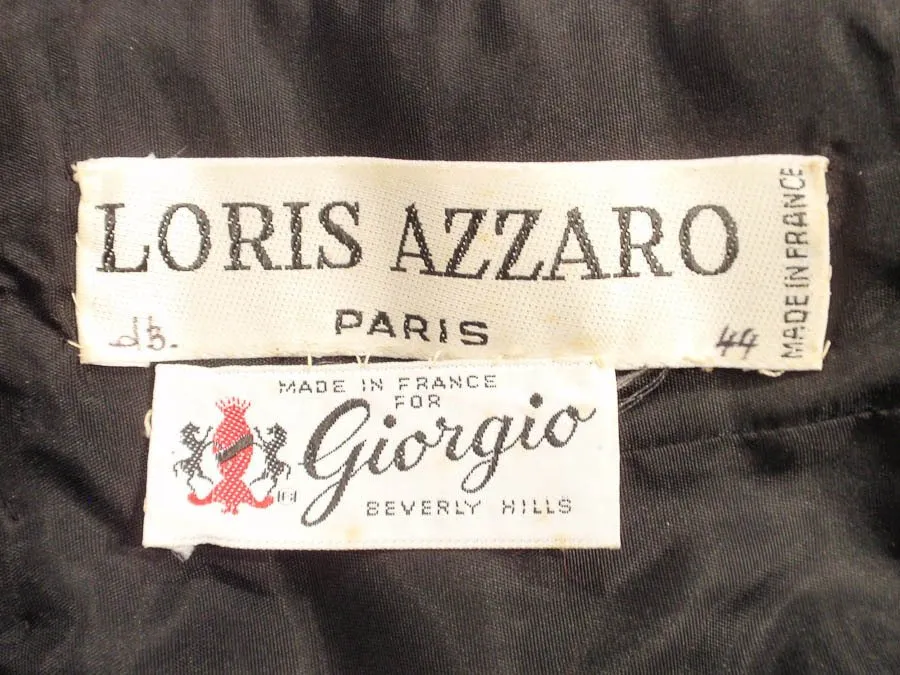 LORIS AZZARO
PARIS
44
MADE IN FRANCE
MADE IN FRANCE
FOR
Giorgio
BEVERLY HILLS